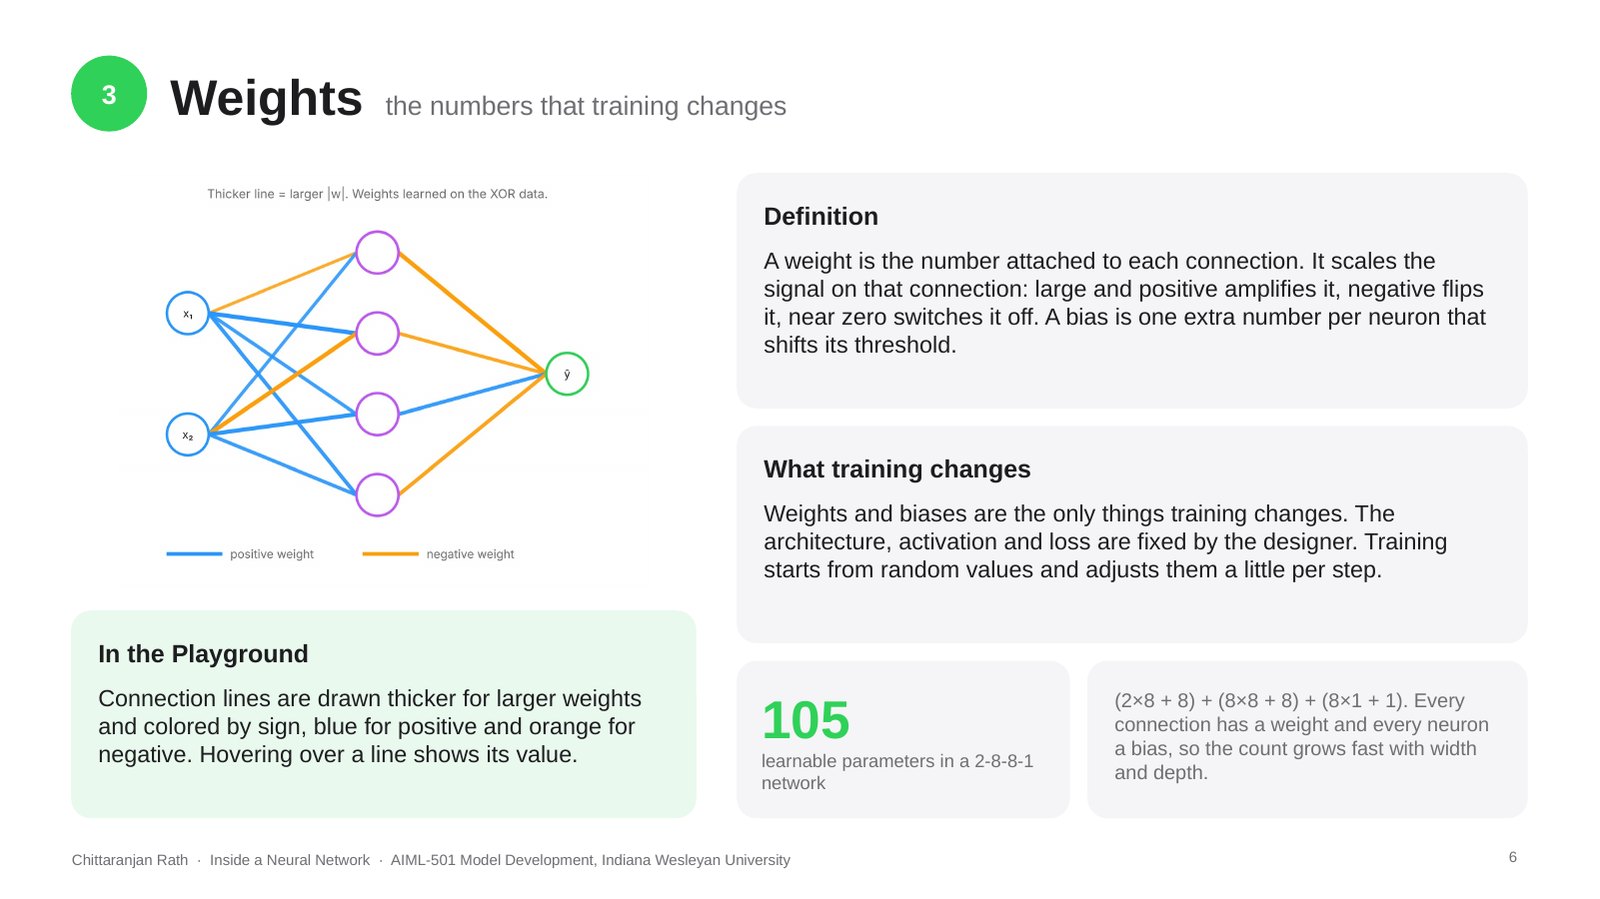 3
Weights the numbers that training changes
Thicker line = larger |w|. Weights learned on the XOR data.
x₁
x₂
ŷ
positive weight
negative weight
In the Playground
Connection lines are drawn thicker for larger weights
and colored by sign, blue for positive and orange for
negative. Hovering over a line shows its value.
Definition
A weight is the number attached to each connection. It scales the
signal on that connection: large and positive amplifies it, negative flips
it, near zero switches it off. A bias is one extra number per neuron that
shifts its threshold.
What training changes
Weights and biases are the only things training changes. The
architecture, activation and loss are fixed by the designer. Training
starts from random values and adjusts them a little per step.
105
learnable parameters in a 2-8-8-1
network
(2×8 + 8) + (8×8 + 8) + (8×1 + 1). Every
connection has a weight and every neuron
a bias, so the count grows fast with width
and depth.
Chittaranjan Rath · Inside a Neural Network · AIML-501 Model Development, Indiana Wesleyan University
6